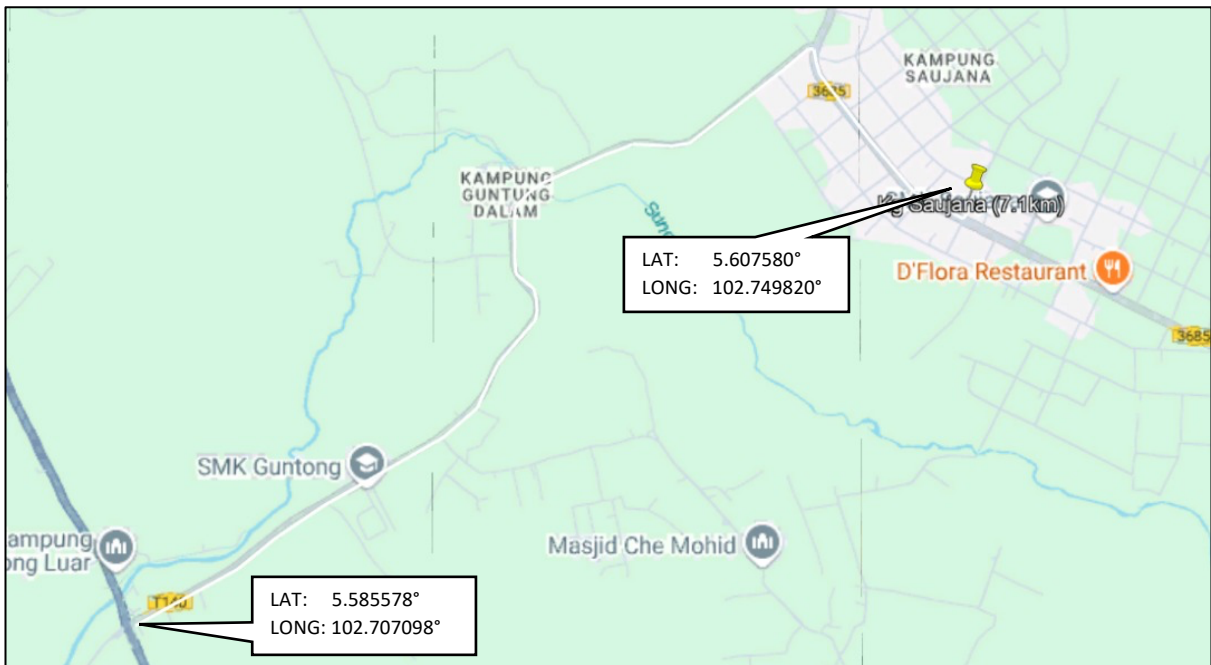 KAMPUNG
SAUJANA
3685
KAMPUNG
GUNTUNG
DALAM
Kg Saujana (7.1km)
LAT: 5.607580°
LONG: 102.749820°
D'Flora Restaurant
3685
SMK Guntong
Masjid Che Mohid
ampung
ong Luar
T140
LAT: 5.585578°
LONG: 102.707098°